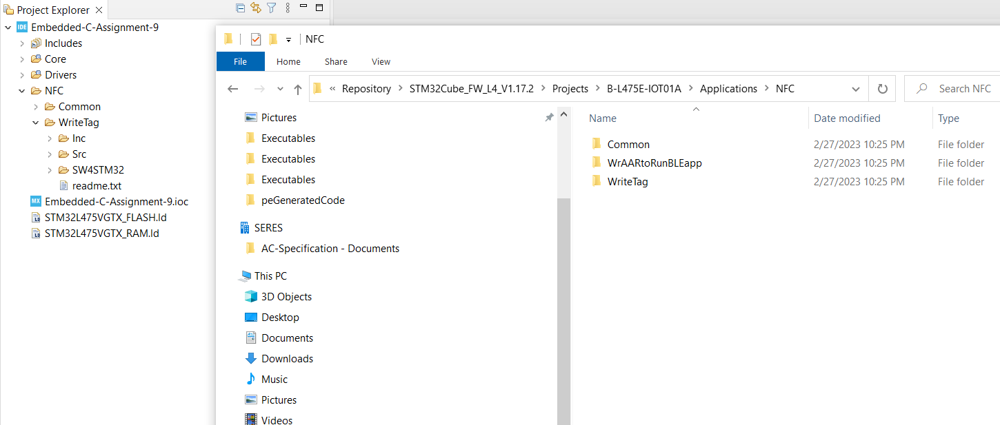 Project Explorer
Embedded-C-Assignment-9
Includes
Core
Drivers
NFC
Common
WriteTag
Inc
Src
SW4STM32
readme.txt
Embedded-C-Assignment-9.ioc
STM32L475VGTX_FLASH.ld
STM32L475VGTX_RAM.ld
NFC
File Home Share View
« Repository > STM32Cube_FW_L4_V1.17.2 > Projects > B-L475E-IOT01A > Applications > NFC
Search NFC
Pictures
Executables
Executables
Executables
peGeneratedCode
SERES
AC-Specification - Documents
This PC
3D Objects
Desktop
Documents
Downloads
Music
Pictures
Videos
Name Date modified Type
Common 2/27/2023 10:25 PM File folder
WrAARtoRunBLEapp 2/27/2023 10:25 PM File folder
WriteTag 2/27/2023 10:25 PM File folder